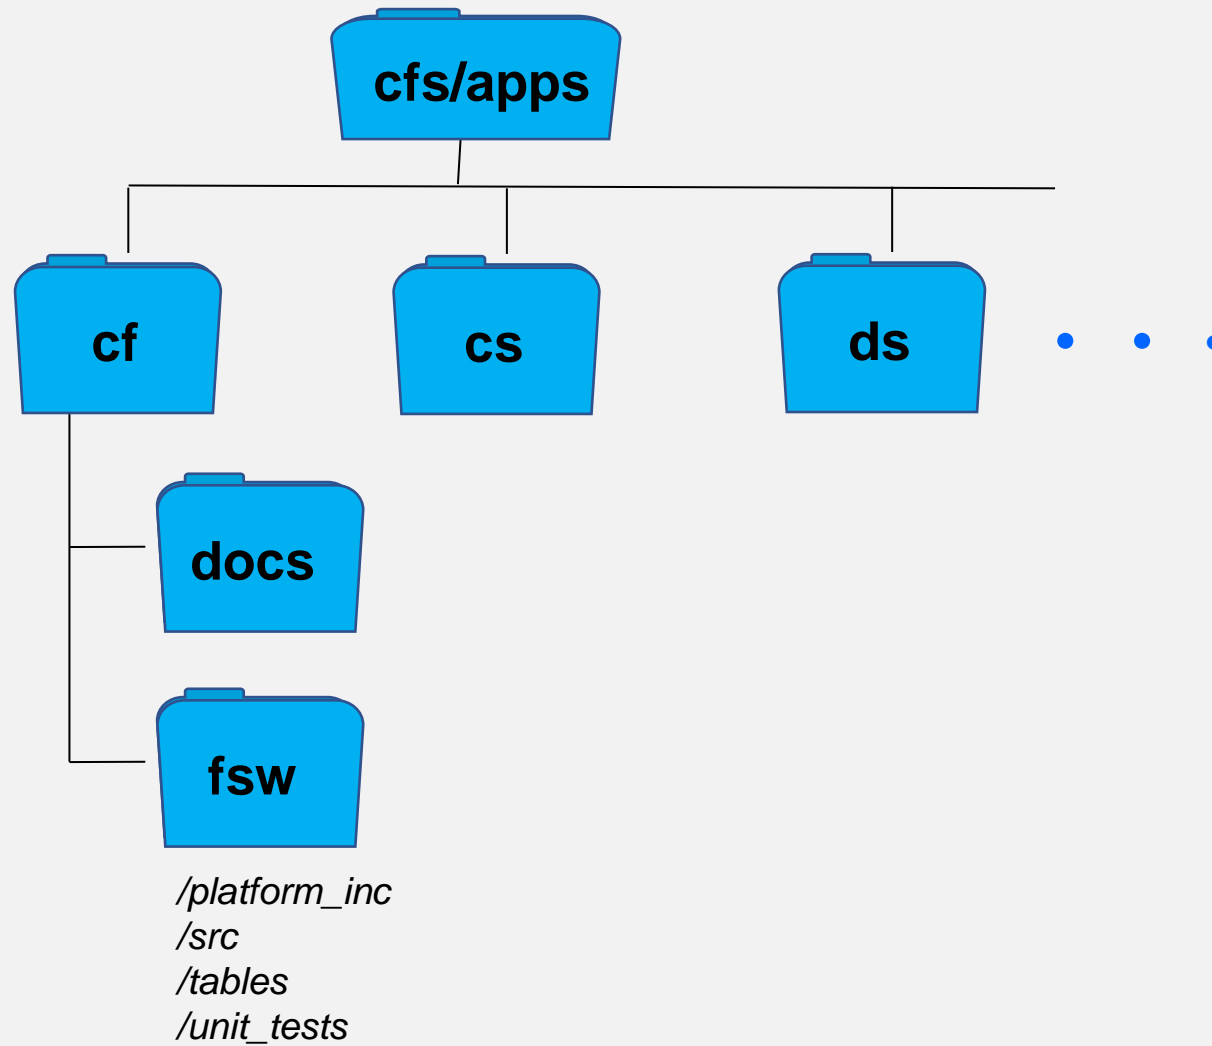 cfs/apps
cf
cs
ds
docs
fsw
/platform_inc
/src
/tables
/unit_tests